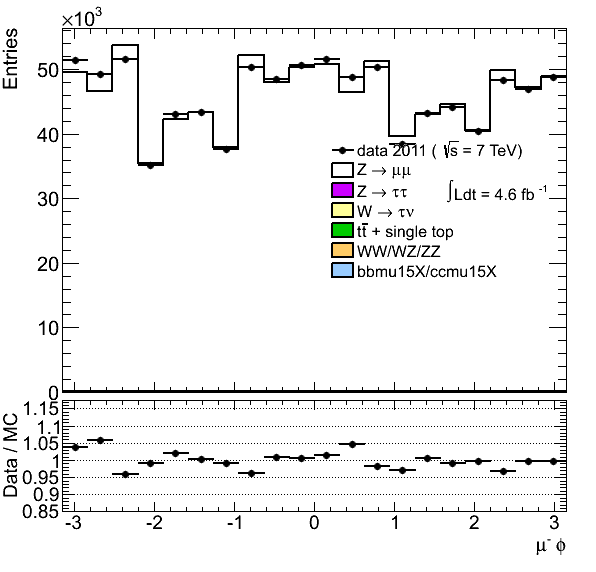 ×10³
Entries
50
40
30
20
10
0
data 2011 ( √s = 7 TeV)
Z → μμ
Z → ττ
∫Ldt = 4.6 fb⁻¹
W → τν
tt̄ + single top
WW/WZ/ZZ
bbmu15X/ccmu15X
Data / MC
1.15
1.1
1.05
1
0.95
0.9
0.85
-3 -2 -1 0 1 2 3
μ⁻ ϕ